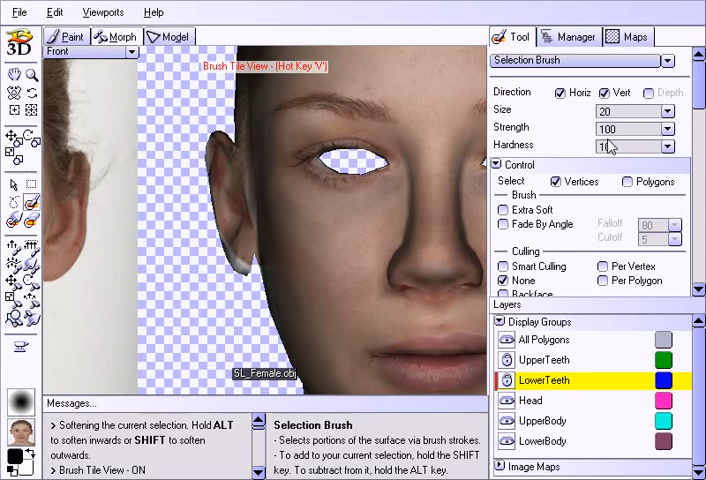 File Edit Viewports Help
3D
Paint Morph Model
Tool Manager Maps
Front
Brush Tile View - (Hot Key 'V')
Selection Brush
Direction Horiz Vert Depth
Size 20
Strength 100
Hardness
Control
Select Vertices Polygons
Brush
Extra Soft
Fade By Angle Falloff 80
Cutoff 5
Culling
Smart Culling Per Vertex
None Per Polygon
Backface
Layers
Display Groups
All Polygons
UpperTeeth
LowerTeeth
Head
UpperBody
LowerBody
Image Maps
SL_Female.obj
Messages...
> Softening the current selection. Hold ALT
to soften inwards or SHIFT to soften
outwards.
> Brush Tile View - ON
Selection Brush
- Selects portions of the surface via brush strokes.
- To add to your current selection, hold the SHIFT
key. To subtract from it, hold the ALT key.